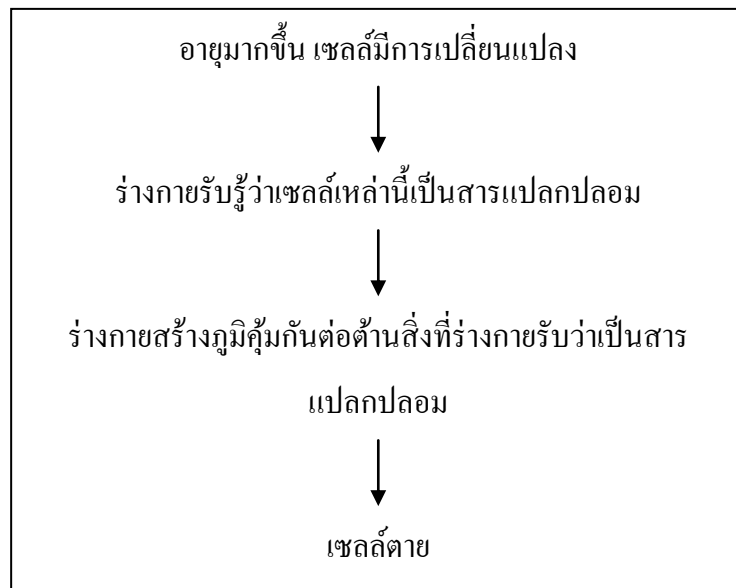 อายุมากขึ้น เซลล์มีการเปลี่ยนแปลง
ร่างกายรับรู้ว่าเซลล์เหล่านี้เป็นสารแปลกปลอม
ร่างกายสร้างภูมิคุ้มกันต่อต้านสิ่งที่ร่างกายรับว่าเป็นสาร
แปลกปลอม
เซลล์ตาย